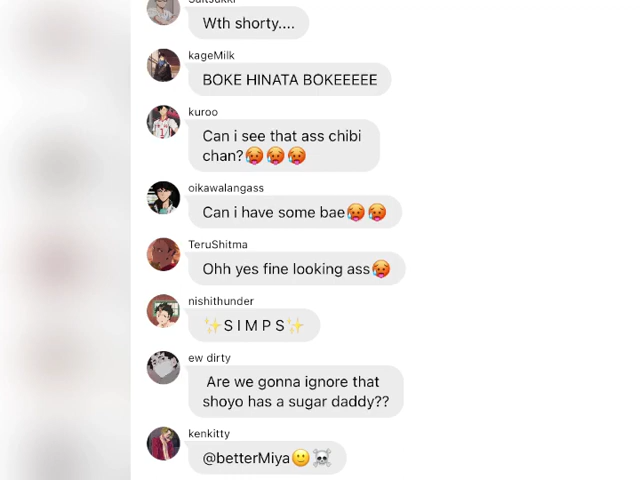 Wth shorty....
kageMilk
BOKE HINATA BOKEEEEE
kuroo
Can i see that ass chibi
chan?🥵🥵🥵
oikawalangass
Can i have some bae🥵🥵
TeruShitma
Ohh yes fine looking ass🥵
nishithunder
✨S I M P S✨
ew dirty
Are we gonna ignore that
shoyo has a sugar daddy??
kenkitty
@betterMiya🙂☠️